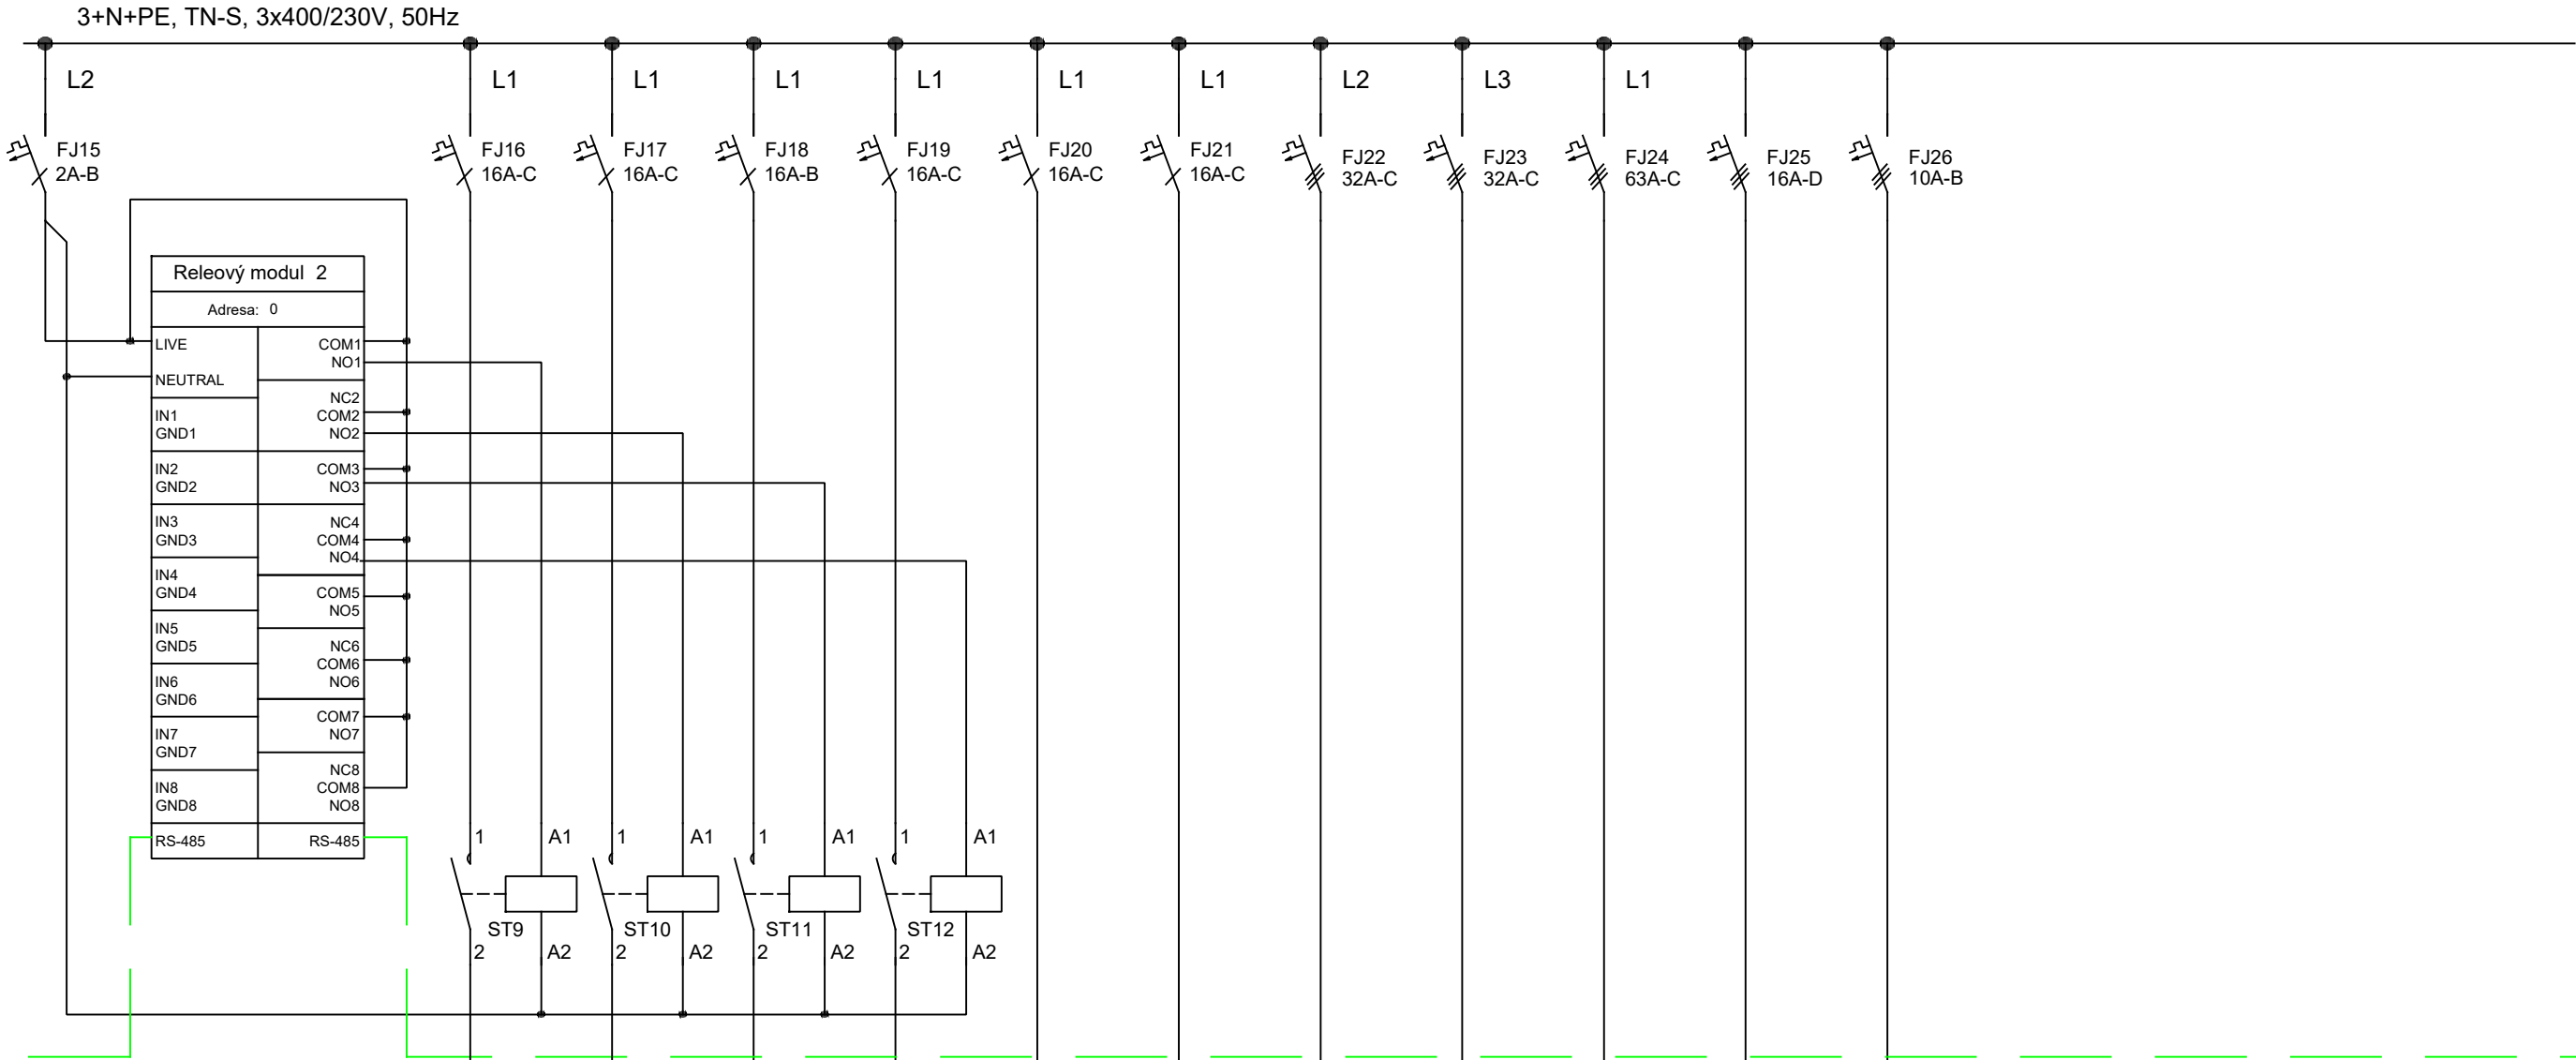 3+N+PE, TN-S, 3x400/230V, 50Hz
L2
L1
L1
L1
L1
L1
L1
L2
L3
L1
FJ15
2A-B
FJ16
16A-C
FJ17
16A-C
FJ18
16A-B
FJ19
16A-C
FJ20
16A-C
FJ21
16A-C
FJ22
32A-C
FJ23
32A-C
FJ24
63A-C
FJ25
16A-D
FJ26
10A-B
Releový modul 2
Adresa: 0
LIVE
NEUTRAL
IN1
GND1
IN2
GND2
IN3
GND3
IN4
GND4
IN5
GND5
IN6
GND6
IN7
GND7
IN8
GND8
RS-485
COM1
NO1
NC2
COM2
NO2
COM3
NO3
NC4
COM4
NO4
COM5
NO5
NC6
COM6
NO6
COM7
NO7
NC8
COM8
NO8
RS-485
1
A1
ST9
2
A2
1
A1
ST10
2
A2
1
A1
ST11
2
A2
1
A1
ST12
2
A2